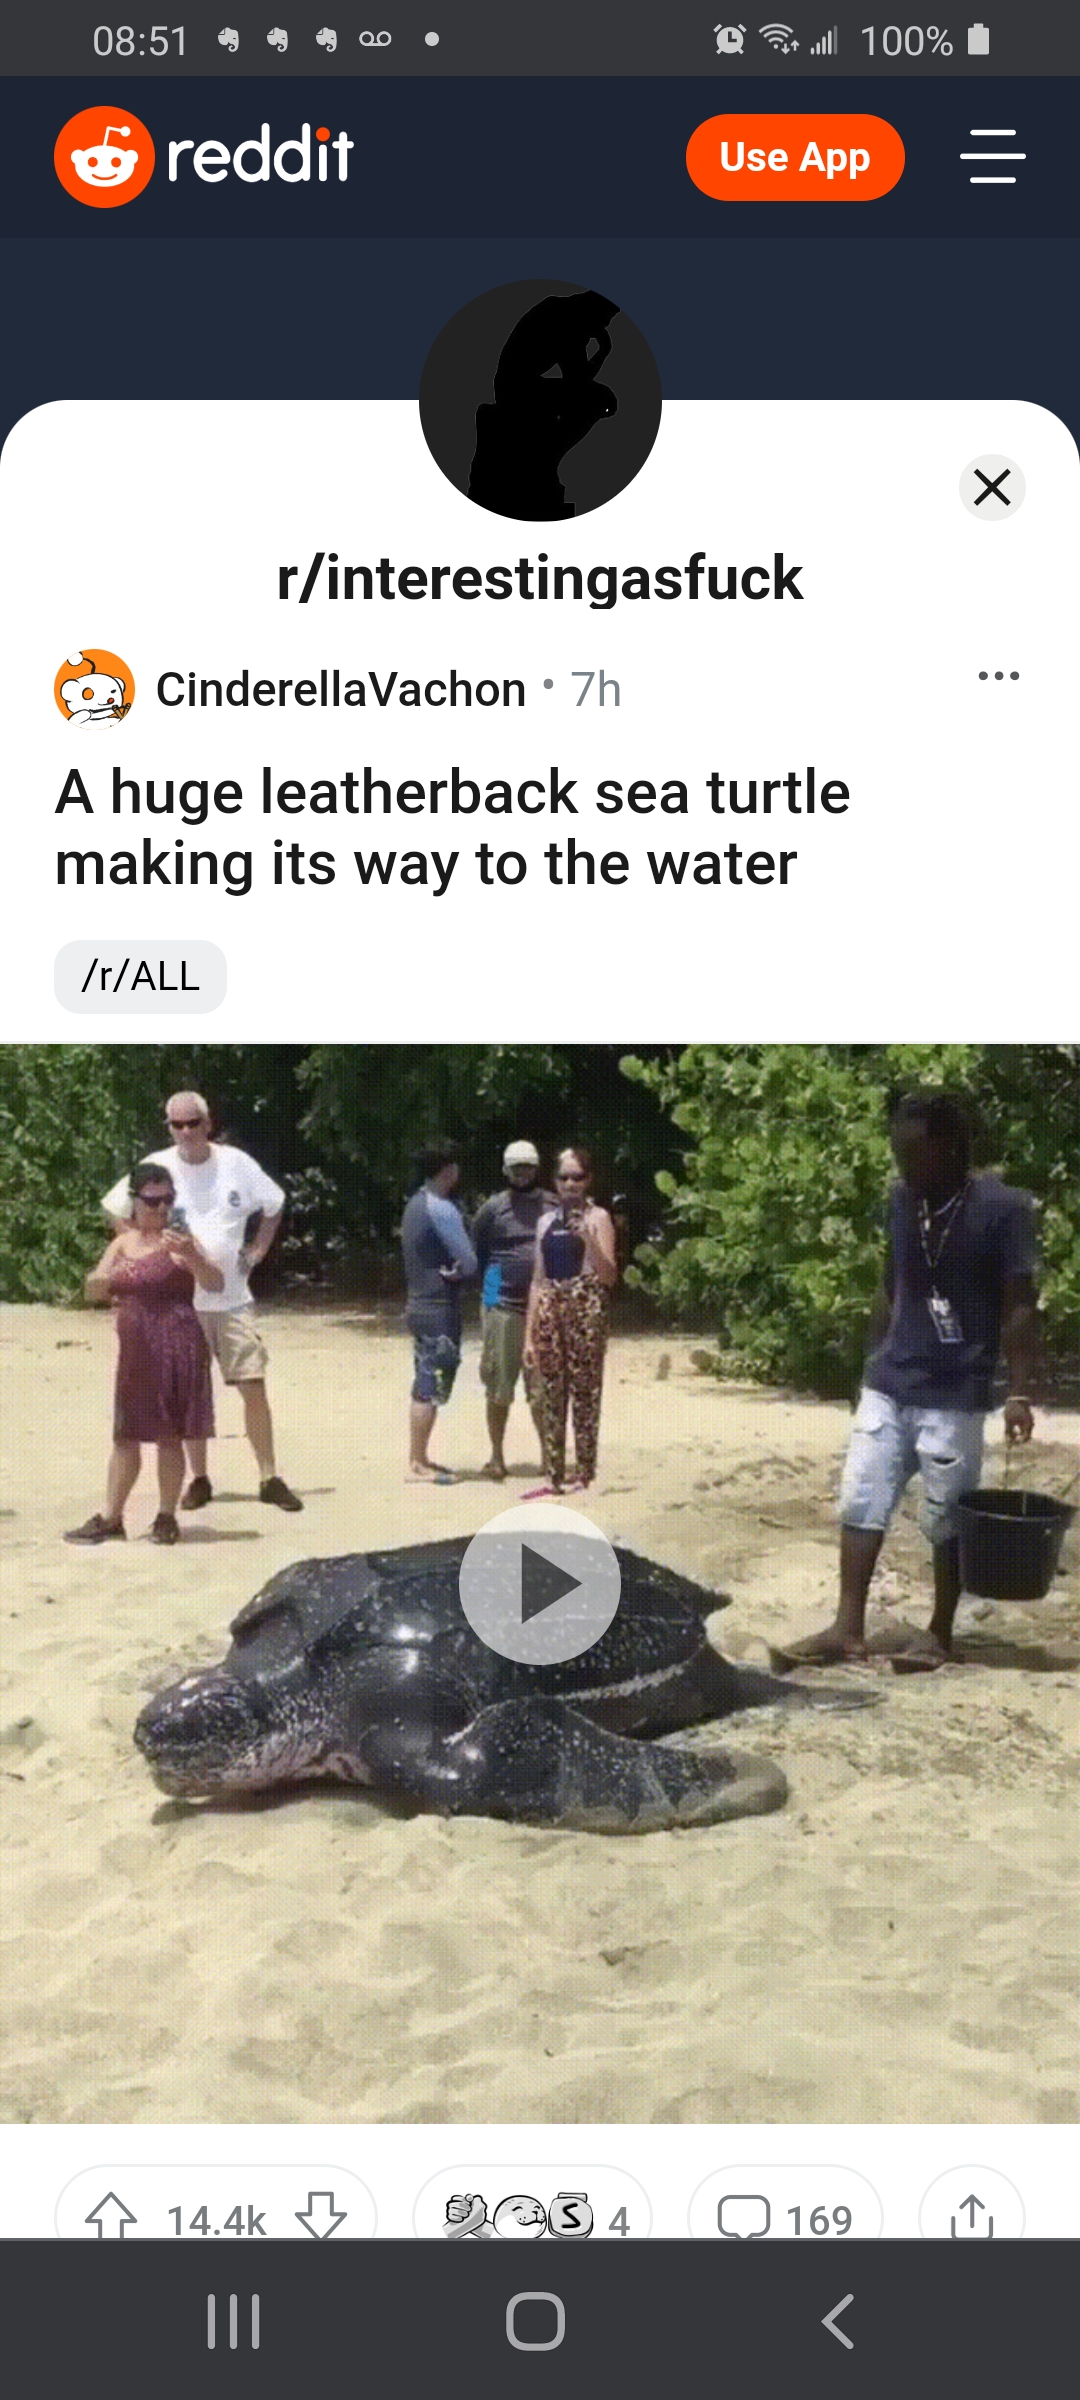 08:51
100%
reddit
Use App
r/interestingasfuck
CinderellaVachon • 7h
A huge leatherback sea turtle
making its way to the water
/r/ALL
14.4k
S 4
169